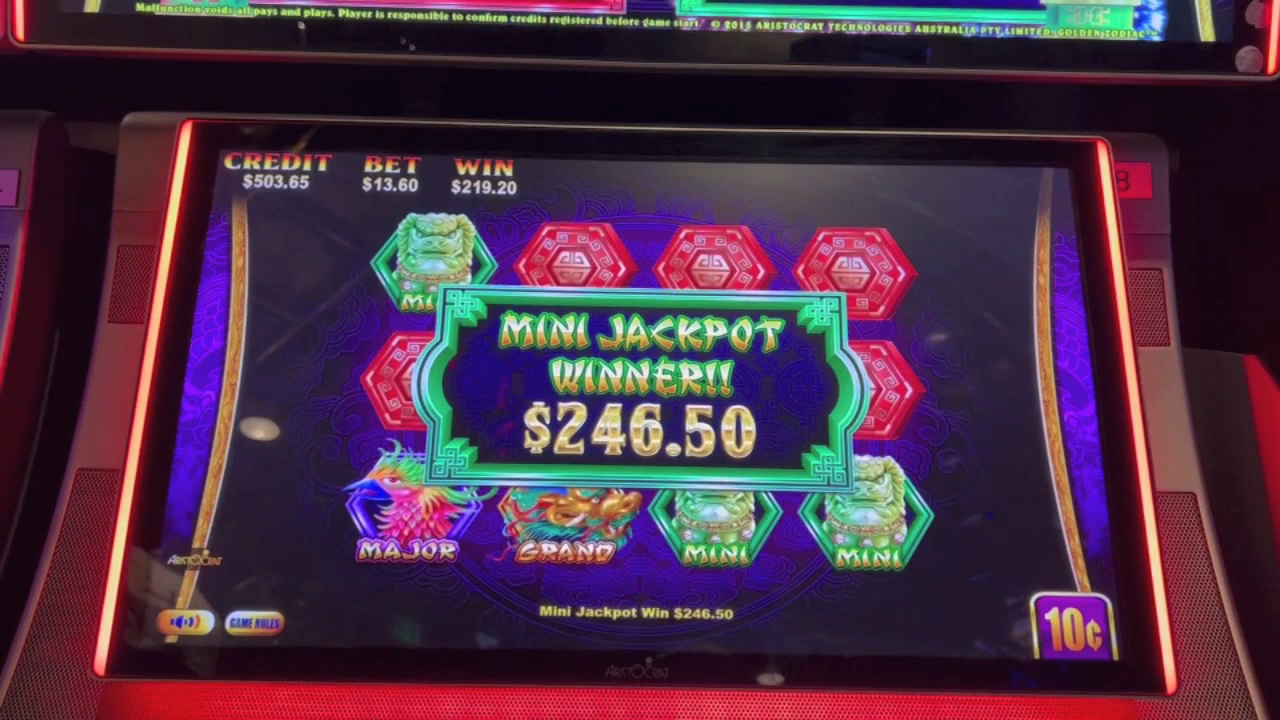 Malfunction voids all pays and plays. Player is responsible to confirm credits registered before game start. © 2015 ARISTOCRAT TECHNOLOGIES AUSTRALIA PTY LIMITED. GOLDEN ZODIAC™
CREDIT BET WIN
$503.65 $13.60 $219.20
MINI JACKPOT
WINNER!!
$246.50
MAJOR GRAND MINI MINI
ARISTOCRAT
Mini Jackpot Win $246.50
GAME RULES
10¢
ARISTOCRAT